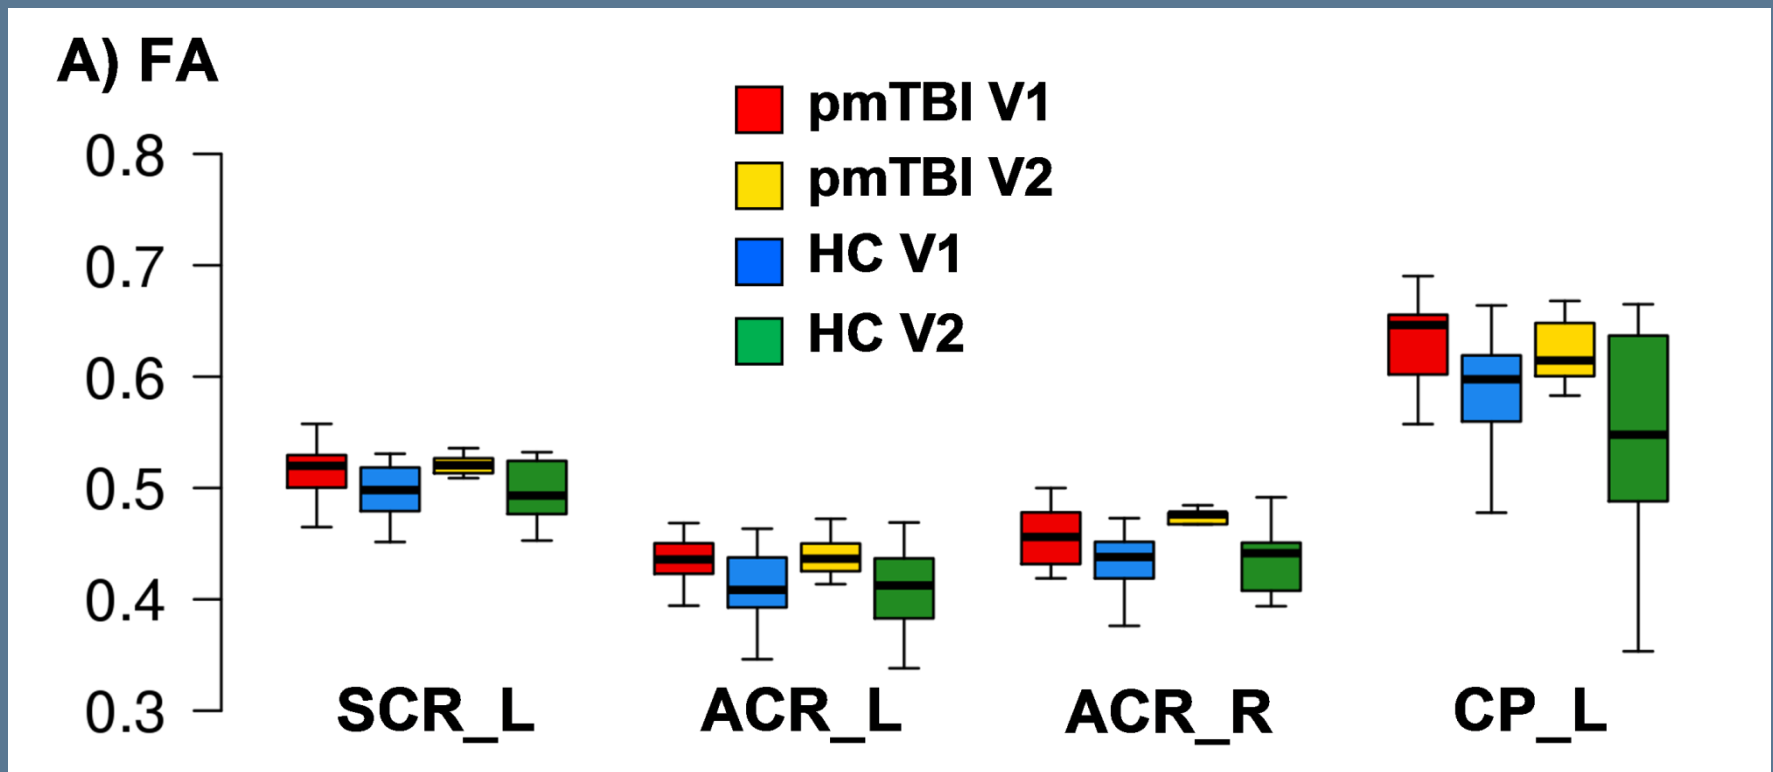 A) FA
pmTBI V1
pmTBI V2
HC V1
HC V2
0.8
0.7
0.6
0.5
0.4
0.3
SCR_L
ACR_L
ACR_R
CP_L